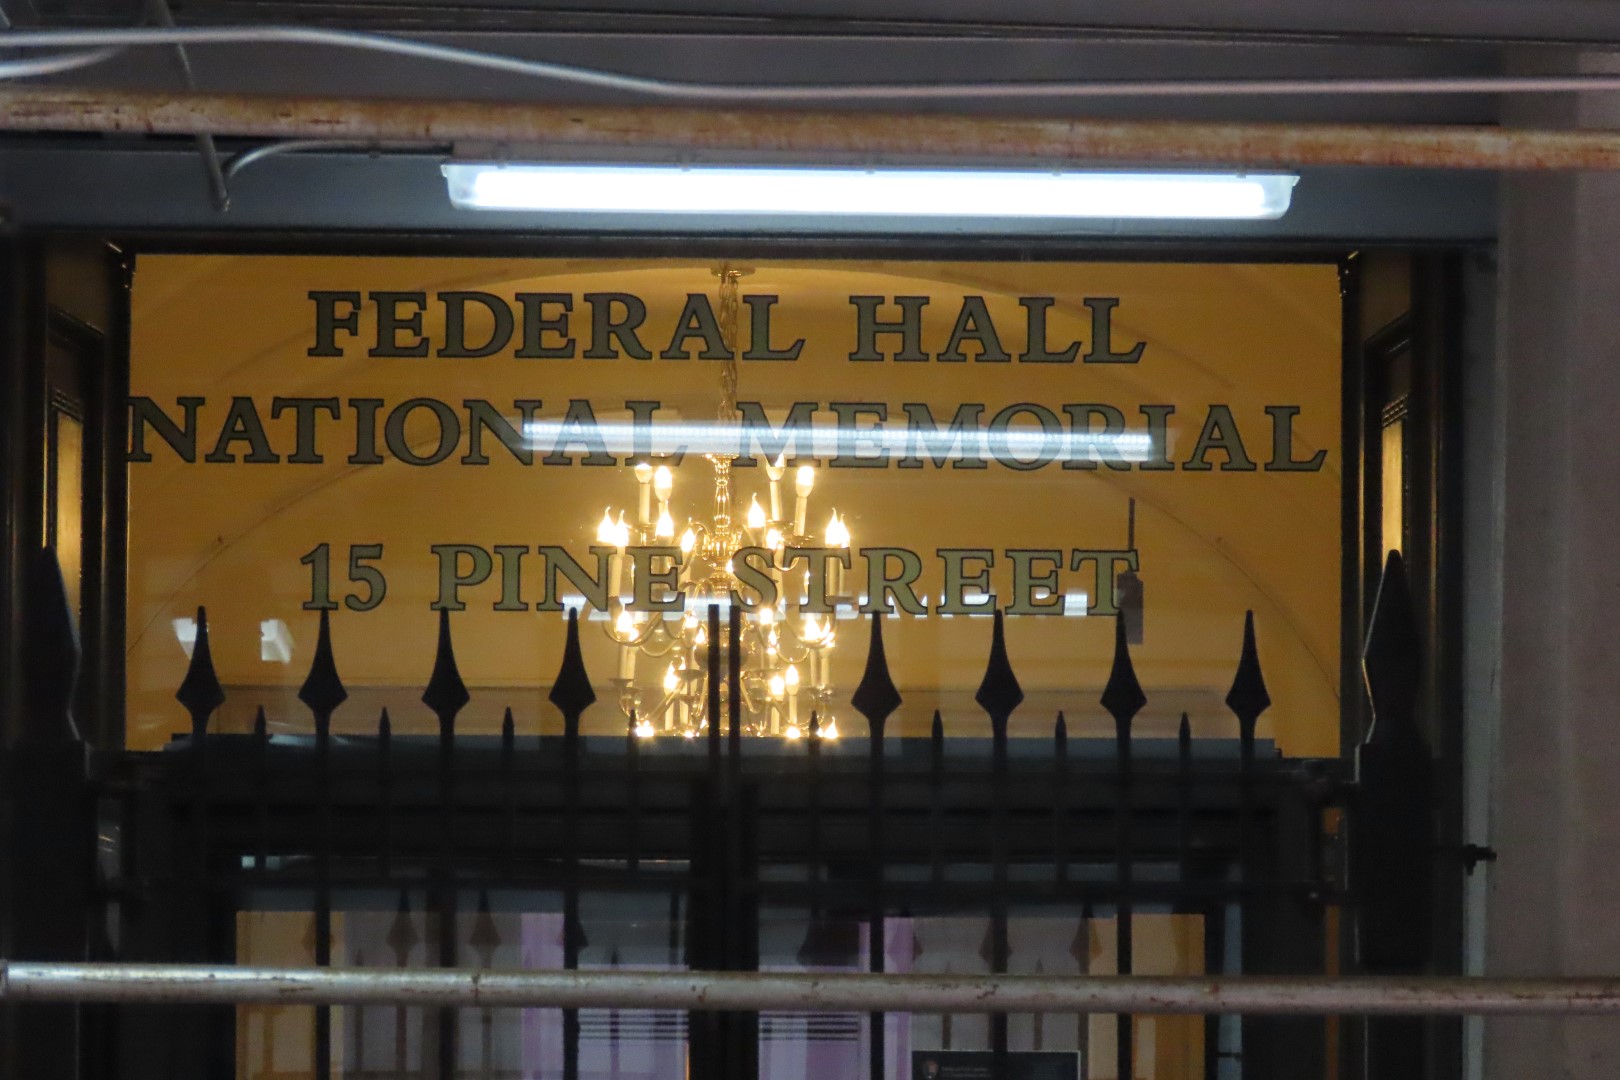 FEDERAL HALL
NATIONAL MEMORIAL
15 PINE STREET